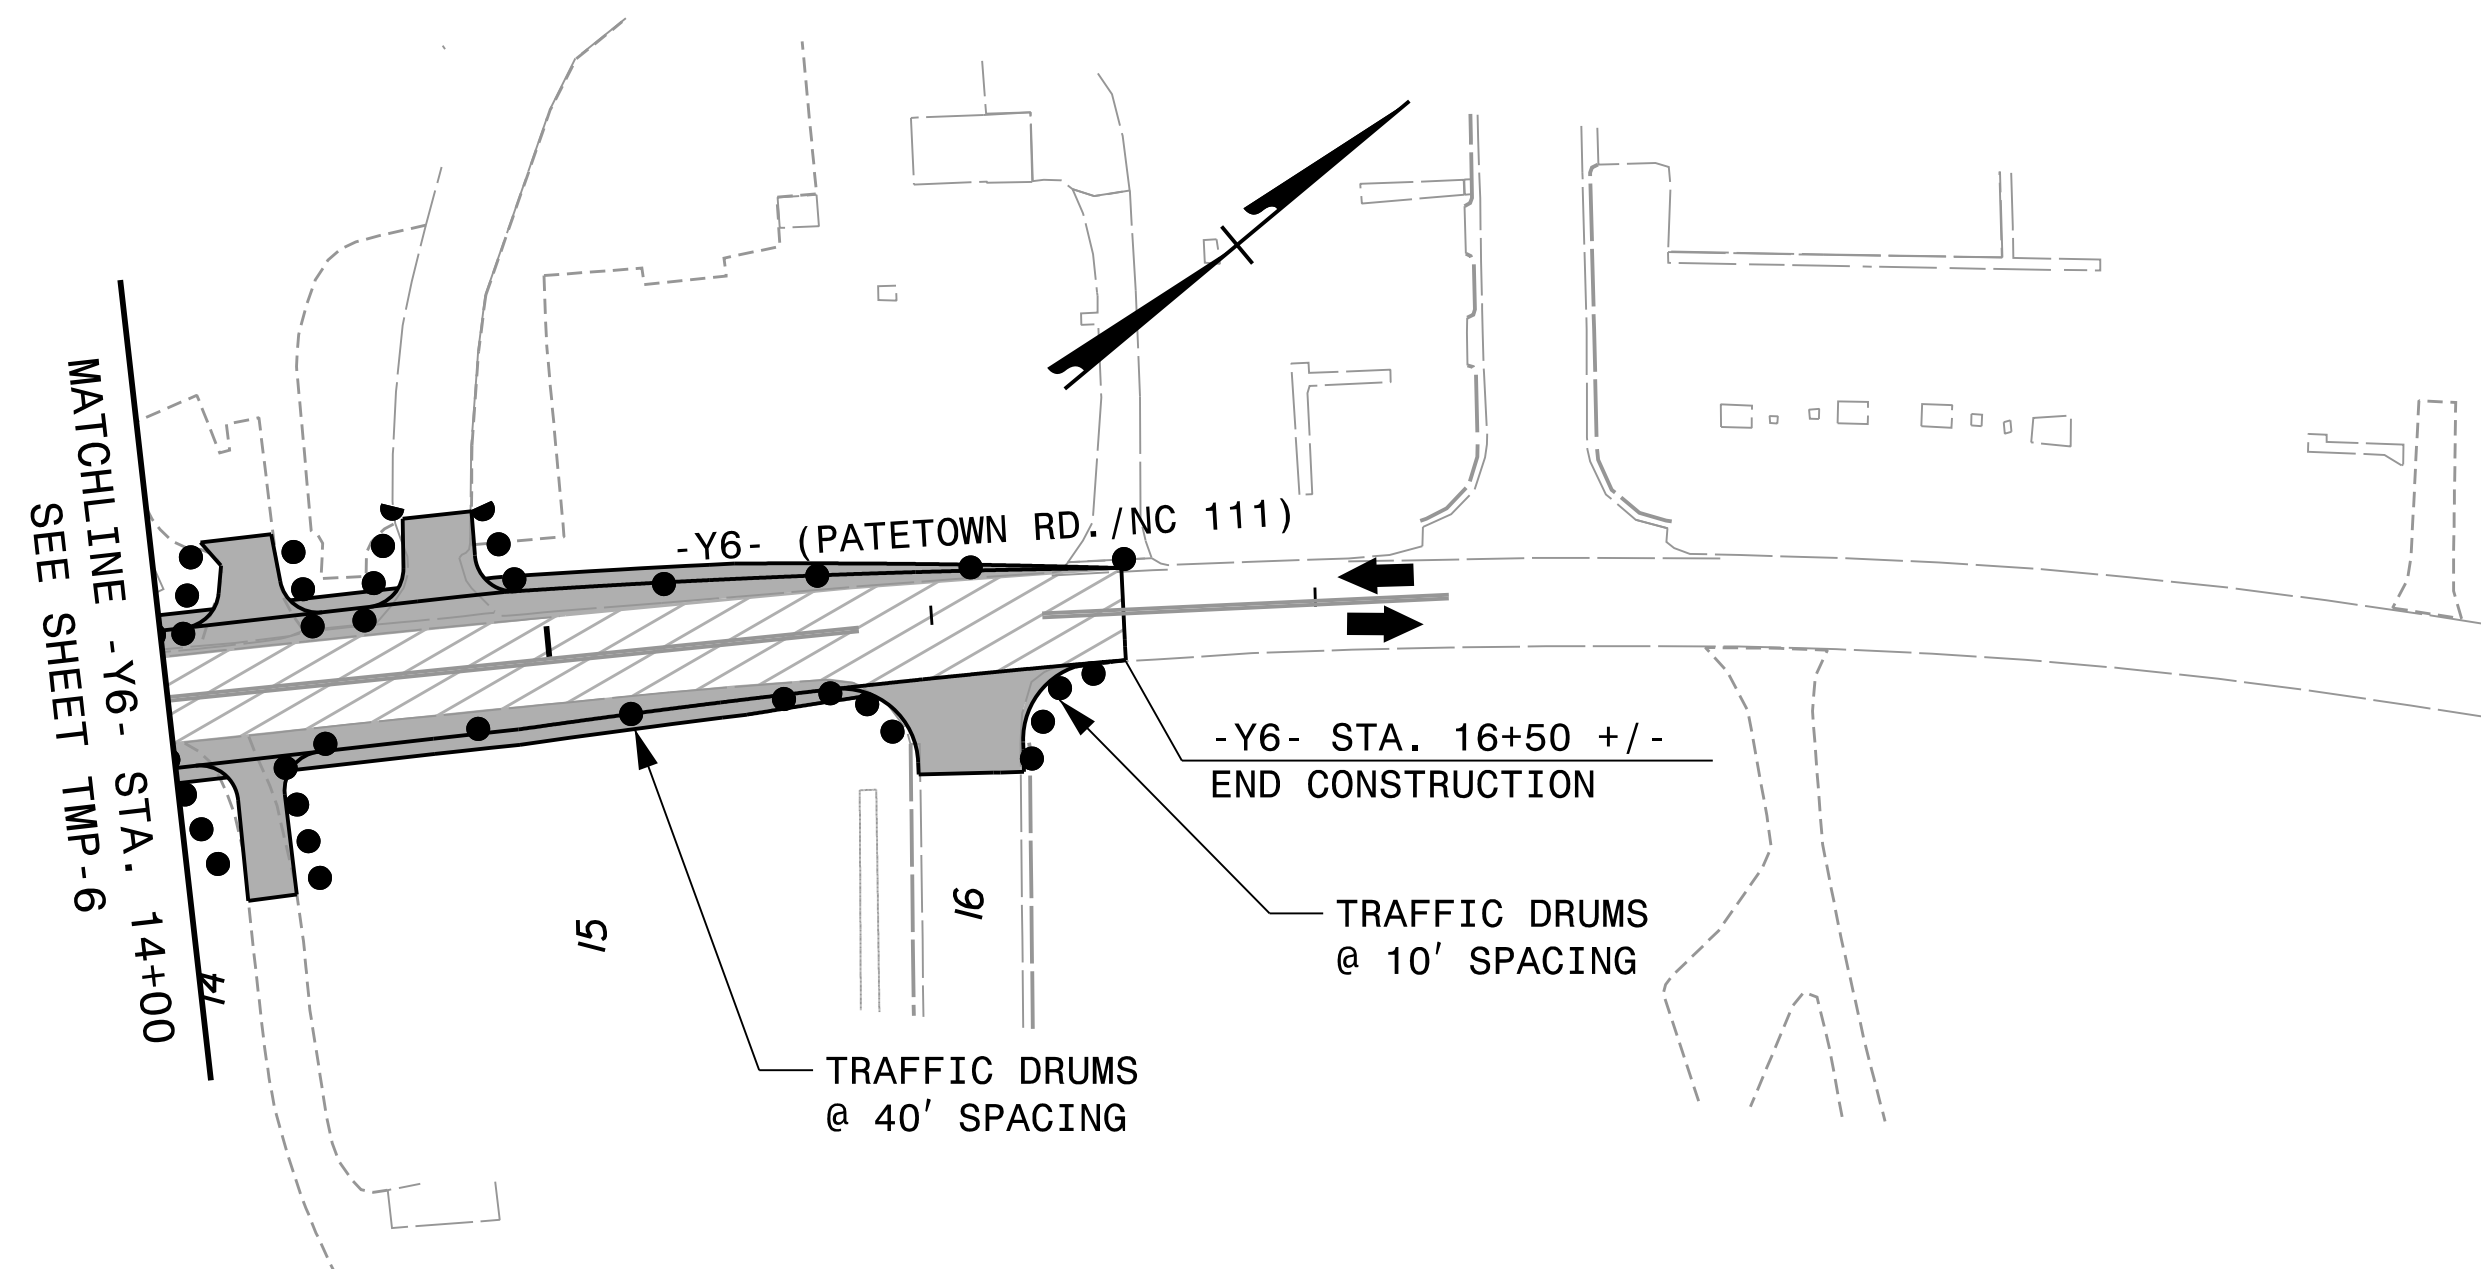 MATCHLINE -Y6- STA. 14+00
SEE SHEET TMP-6
-Y6- (PATETOWN RD./NC 111)
-Y6- STA. 16+50 +/-
END CONSTRUCTION
TRAFFIC DRUMS
@ 10' SPACING
TRAFFIC DRUMS
@ 40' SPACING
14
15
16